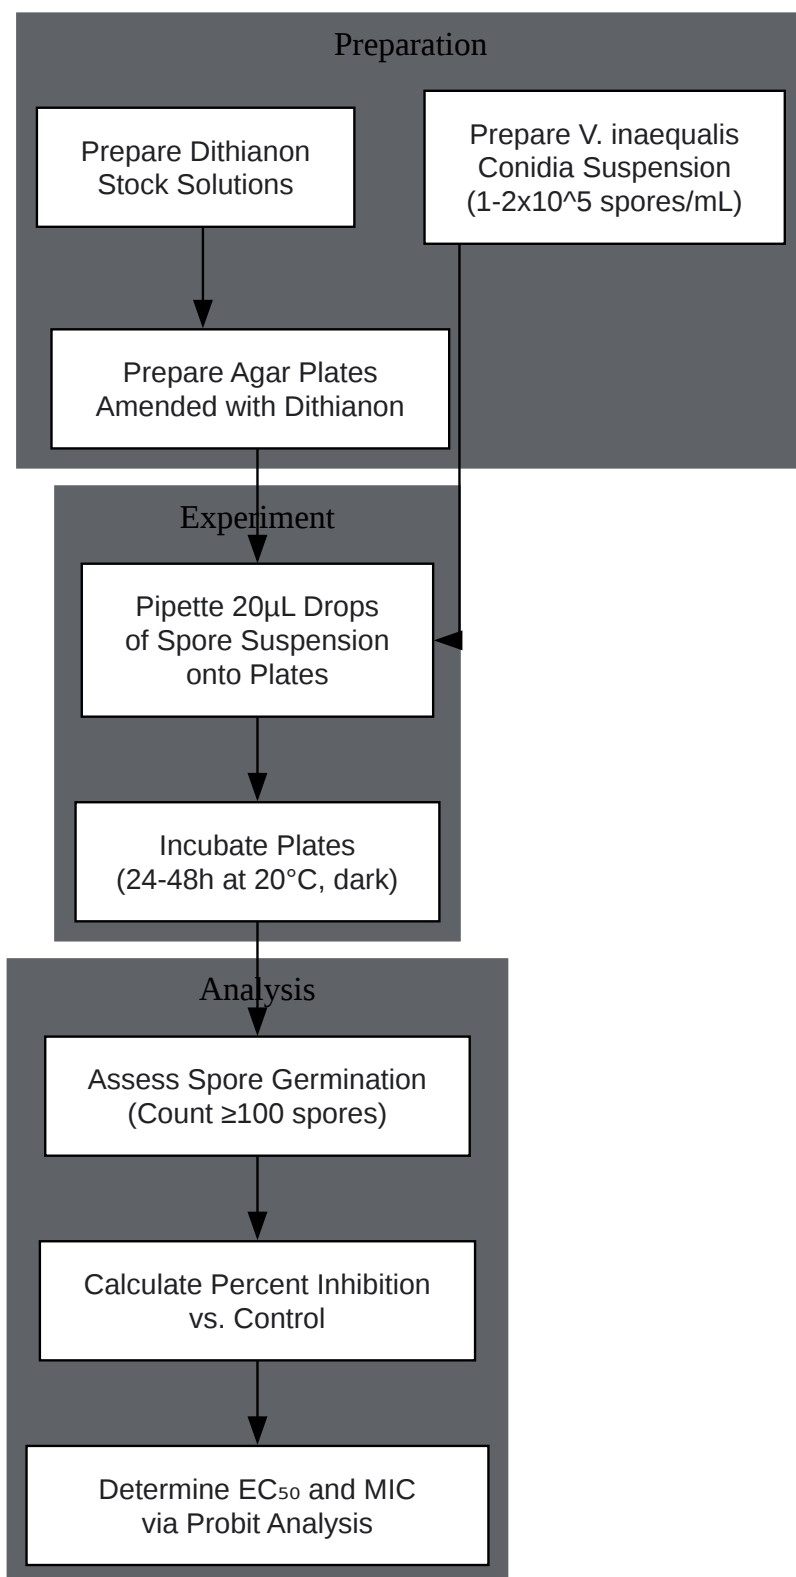 Preparation
Prepare Dithianon
Stock Solutions
Prepare V. inaequalis
Conidia Suspension
(1-2x10^5 spores/mL)
Prepare Agar Plates
Amended with Dithianon
Experiment
Pipette 20µL Drops
of Spore Suspension
onto Plates
Incubate Plates
(24-48h at 20°C, dark)
Analysis
Assess Spore Germination
(Count ≥100 spores)
Calculate Percent Inhibition
vs. Control
Determine EC₅₀ and MIC
via Probit Analysis